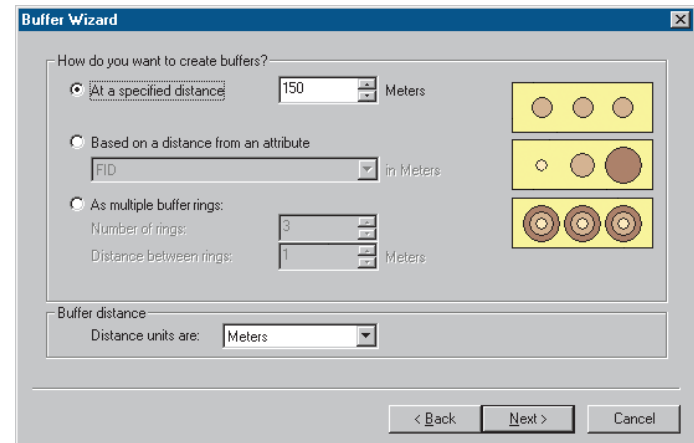 Buffer Wizard
How do you want to create buffers?
At a specified distance 150 Meters
Based on a distance from an attribute
FID in Meters
As multiple buffer rings:
Number of rings: 3
Distance between rings: 1 Meters
Buffer distance
Distance units are: Meters
< Back Next > Cancel